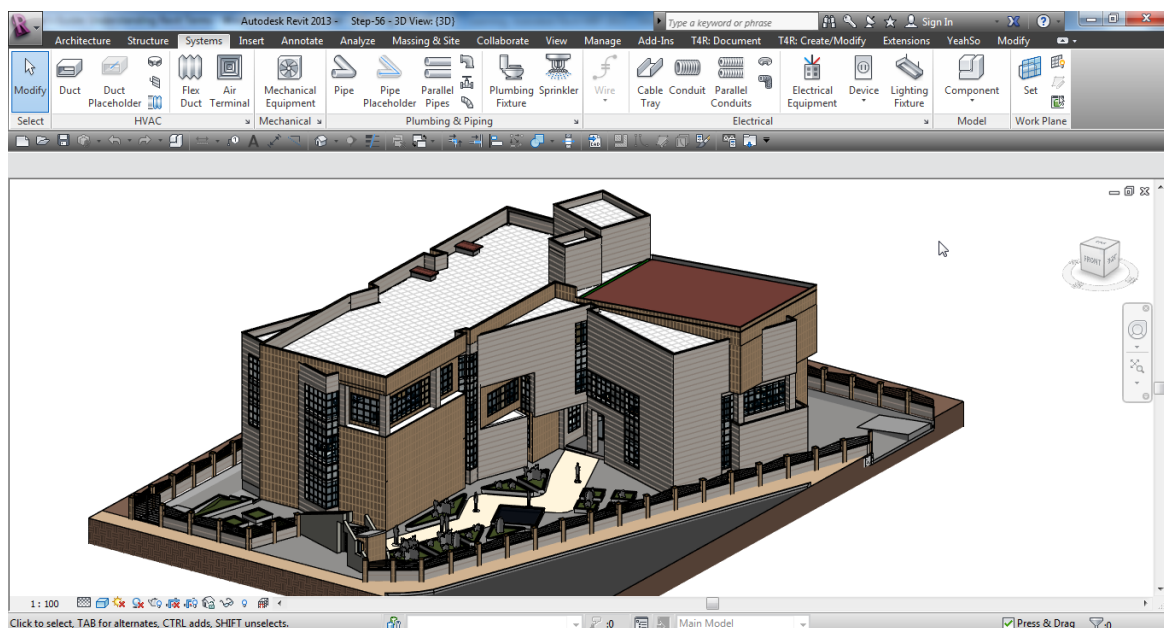 Autodesk Revit 2013 - Step-56 - 3D View: {3D}
Type a keyword or phrase
Sign In
Architecture Structure Systems Insert Annotate Analyze Massing & Site Collaborate View Manage Add-Ins T4R: Document T4R: Create/Modify Extensions YeahSo Modify
Modify Duct Duct Placeholder Flex Duct Air Terminal Mechanical Equipment Pipe Pipe Placeholder Parallel Pipes Plumbing Fixture Sprinkler Wire Cable Tray Conduit Parallel Conduits Electrical Equipment Device Lighting Fixture Component Set
Select HVAC Mechanical Plumbing & Piping Electrical Model Work Plane
FRONT
1 : 100
Click to select, TAB for alternates, CTRL adds, SHIFT unselects. :0 Main Model Press & Drag :0